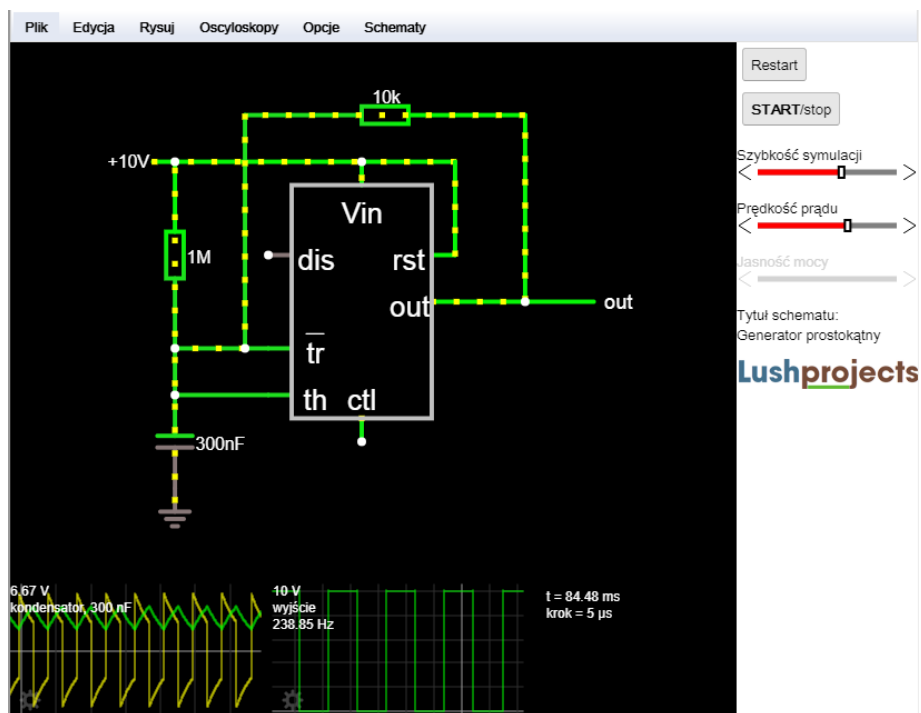 Plik Edycja Rysuj Oscyloskopy Opcje Schematy
Restart
START/stop
Szybkość symulacji
Prędkość prądu
Jasność mocy
Tytuł schematu:
Generator prostokątny
Lushprojects
10k
+10V
Vin
1M
dis
rst
out
out
tr
th
ctl
300nF
6.67 V
kondensator, 300 nF
10 V
wyjście
238.85 Hz
t = 84.48 ms
krok = 5 µs